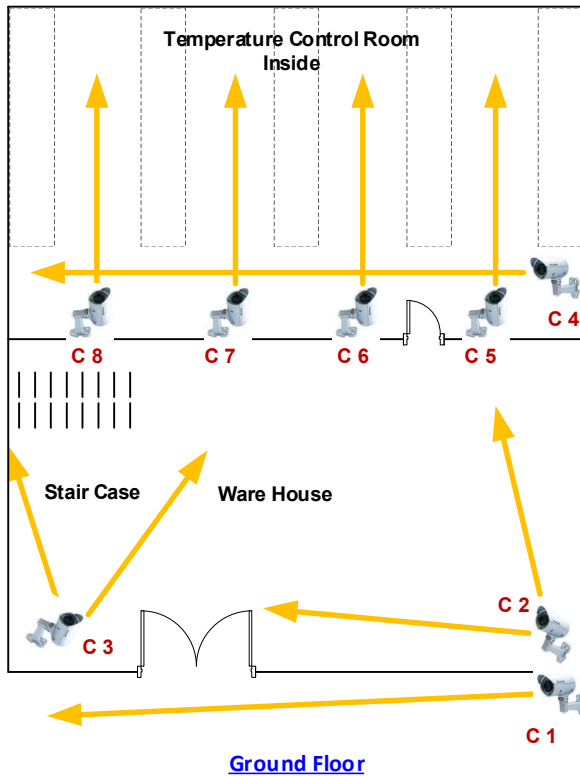 Temperature Control Room
Inside
C 4
C 8
C 7
C 6
C 5
Stair Case
Ware House
C 2
C 3
C 1
Ground Floor